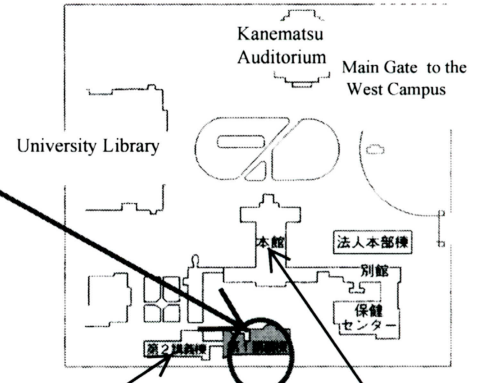 Kanematsu
Auditorium
Main Gate to the
West Campus
University Library
本館
法人本部棟
別館
保健
センター
第2講義棟